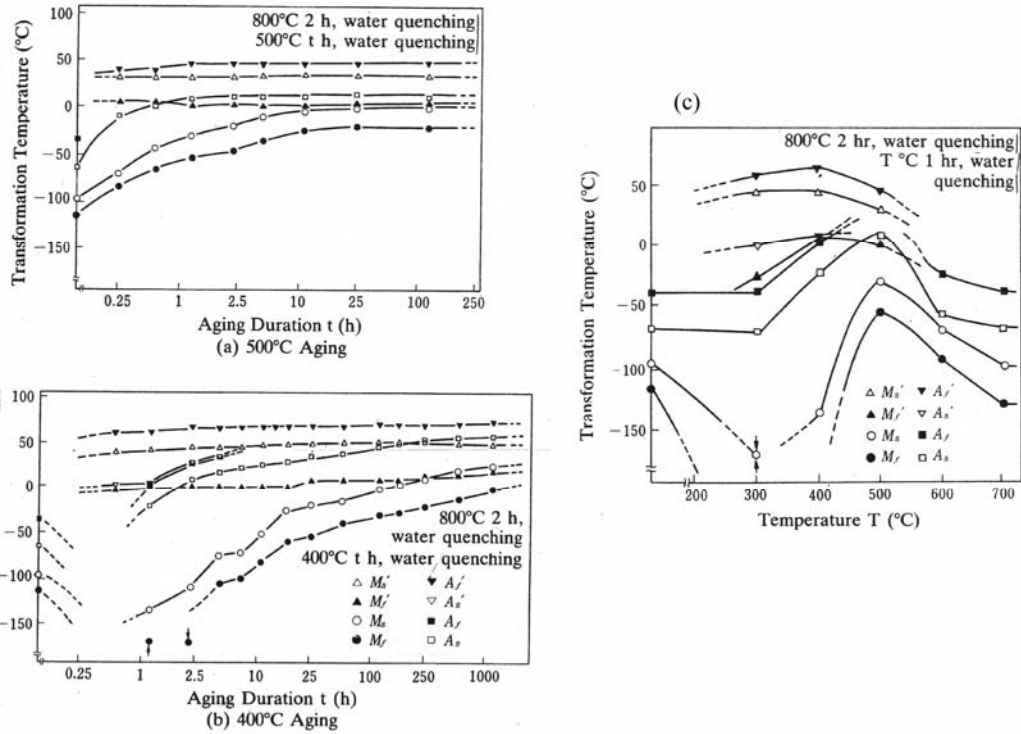 800°C 2 h, water quenching
500°C t h, water quenching
Transformation Temperature (°C)
100
50
0
−50
−100
−150
0.25
1
2.5
10
25
100
250
Aging Duration t (h)
(a) 500°C Aging
100
50
0
−50
−100
−150
800°C 2 h,
water quenching
400°C t h, water quenching
Ms′ Af′
Mf′ As′
Ms Af
Mf As
0.25
1
2.5
10
25
100
250
1000
Aging Duration t (h)
(b) 400°C Aging
(c)
800°C 2 hr, water quenching
T °C 1 hr, water
quenching
Transformation Temperature (°C)
50
0
−50
−100
−150
Ms′ Af
Mf′ As′
Ms Af
Mf As
200
300
400
500
600
700
Temperature T (°C)